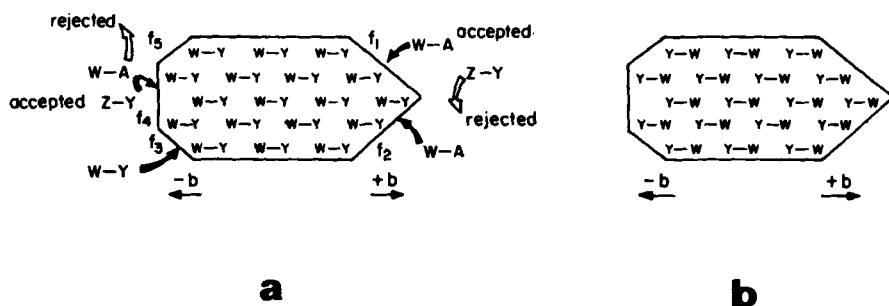 rejected
f5
W–Y W–Y W–Y
f1
W–A accepted
W–A
W–Y W–Y W–Y W–Y
Z–Y
accepted Z–Y
W–Y W–Y W–Y W–Y
f4
W–Y W–Y W–Y W–Y
rejected
f3
W–Y W–Y W–Y
f2
W–A
W–Y
–b
+b
a
Y–W Y–W Y–W
Y–W Y–W Y–W Y–W
Y–W Y–W Y–W Y–W
Y–W Y–W Y–W Y–W
Y–W Y–W Y–W
–b
+b
b